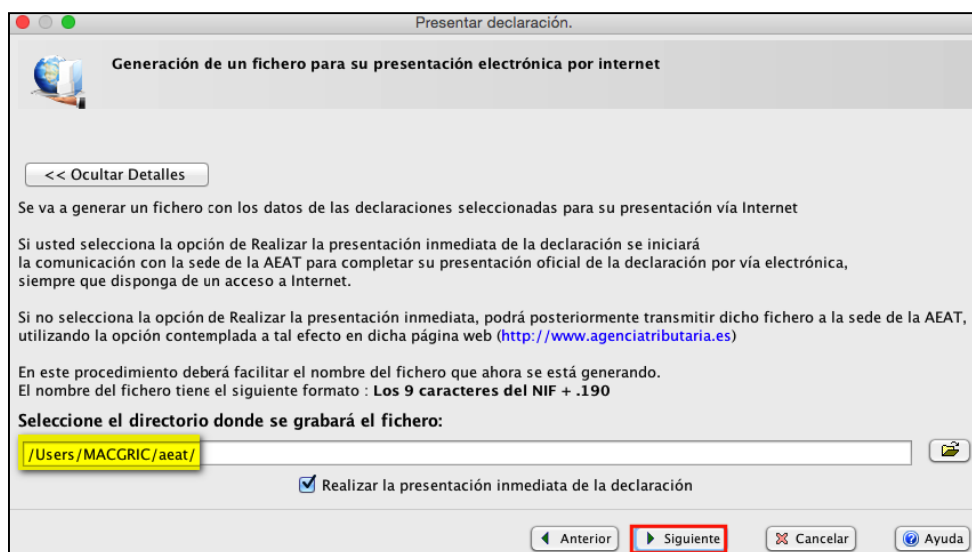 Presentar declaración.
Generación de un fichero para su presentación electrónica por internet
<< Ocultar Detalles
Se va a generar un fichero con los datos de las declaraciones seleccionadas para su presentación vía Internet
Si usted selecciona la opción de Realizar la presentación inmediata de la declaración se iniciará
la comunicación con la sede de la AEAT para completar su presentación oficial de la declaración por vía electrónica,
siempre que disponga de un acceso a Internet.
Si no selecciona la opción de Realizar la presentación inmediata, podrá posteriormente transmitir dicho fichero a la sede de la AEAT,
utilizando la opción contemplada a tal efecto en dicha página web (http://www.agenciatributaria.es)
En este procedimiento deberá facilitar el nombre del fichero que ahora se está generando.
El nombre del fichero tiene el siguiente formato : Los 9 caracteres del NIF + .190
Seleccione el directorio donde se grabará el fichero:
/Users/MACGRIC/aeat/
Realizar la presentación inmediata de la declaración
Anterior Siguiente Cancelar Ayuda